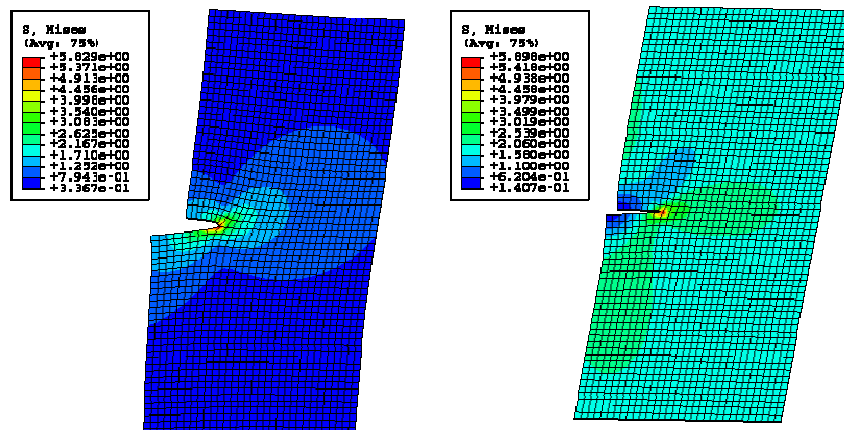 S, Mises
(Avg: 75%)
+5.829e+00
+5.371e+00
+4.913e+00
+4.456e+00
+3.998e+00
+3.540e+00
+3.083e+00
+2.625e+00
+2.167e+00
+1.710e+00
+1.252e+00
+7.943e-01
+3.367e-01
S, Mises
(Avg: 75%)
+5.898e+00
+5.418e+00
+4.938e+00
+4.458e+00
+3.979e+00
+3.499e+00
+3.019e+00
+2.539e+00
+2.060e+00
+1.580e+00
+1.100e+00
+6.204e-01
+1.407e-01